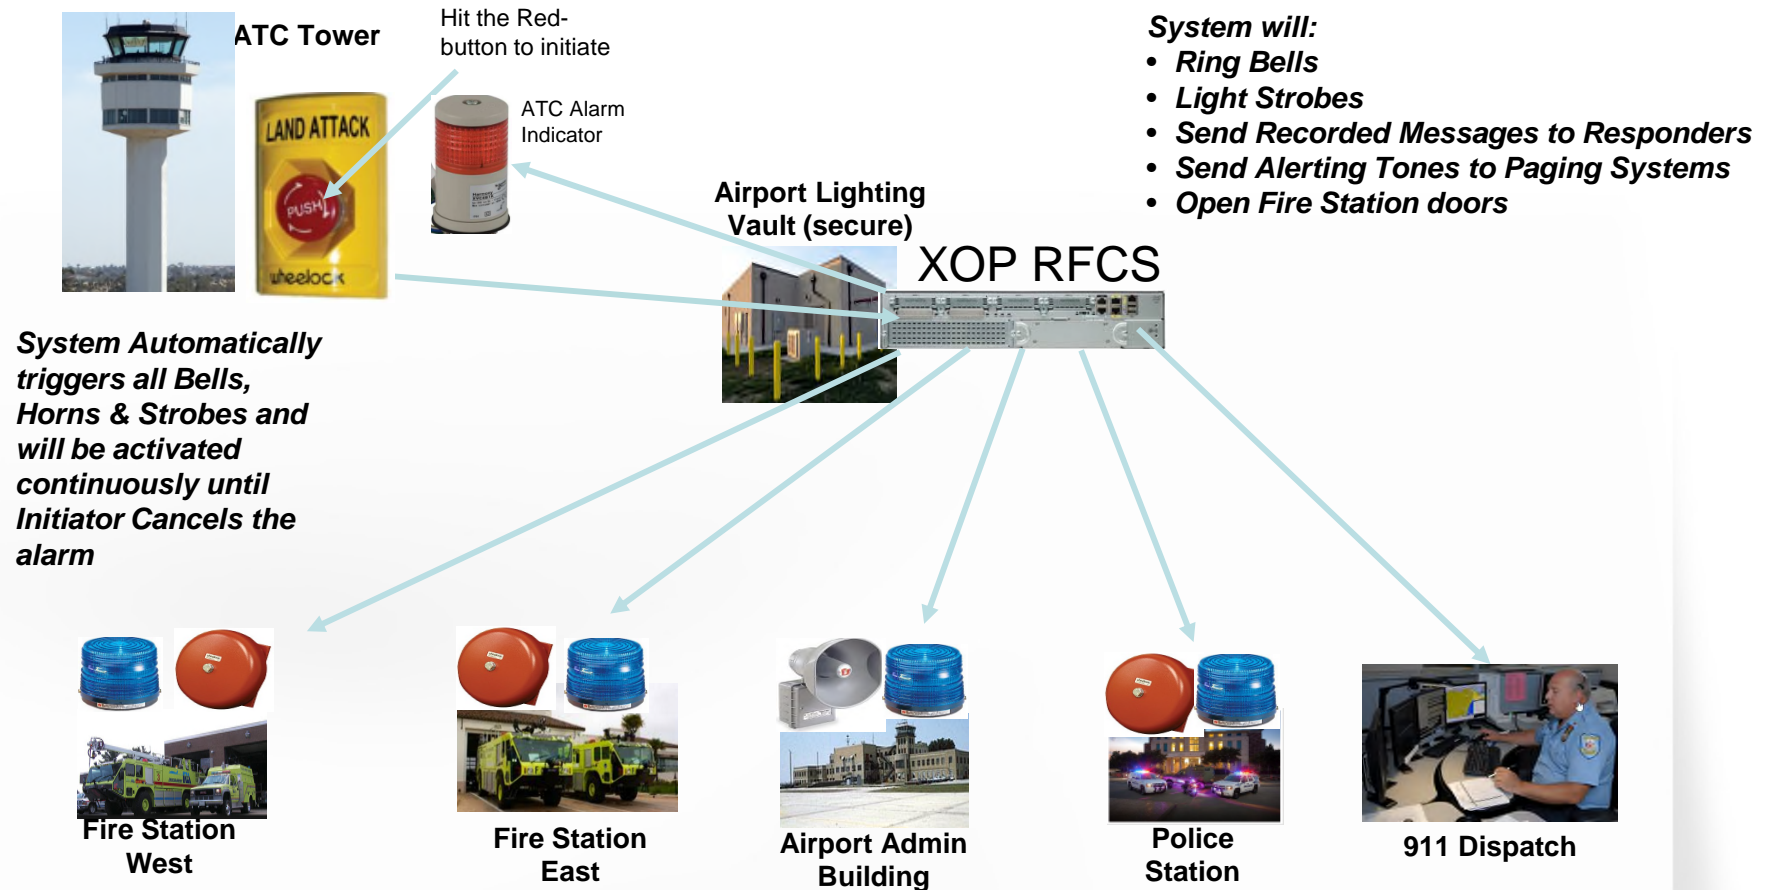 ATC Tower
Hit the Red-
button to initiate
LAND ATTACK
PUSH
wheelock
ATC Alarm
Indicator
System will:
• Ring Bells
• Light Strobes
• Send Recorded Messages to Responders
• Send Alerting Tones to Paging Systems
• Open Fire Station doors
Airport Lighting
Vault (secure)
XOP RFCS
System Automatically
triggers all Bells,
Horns & Strobes and
will be activated
continuously until
Initiator Cancels the
alarm
Fire Station
West
Fire Station
East
Airport Admin
Building
Police
Station
911 Dispatch